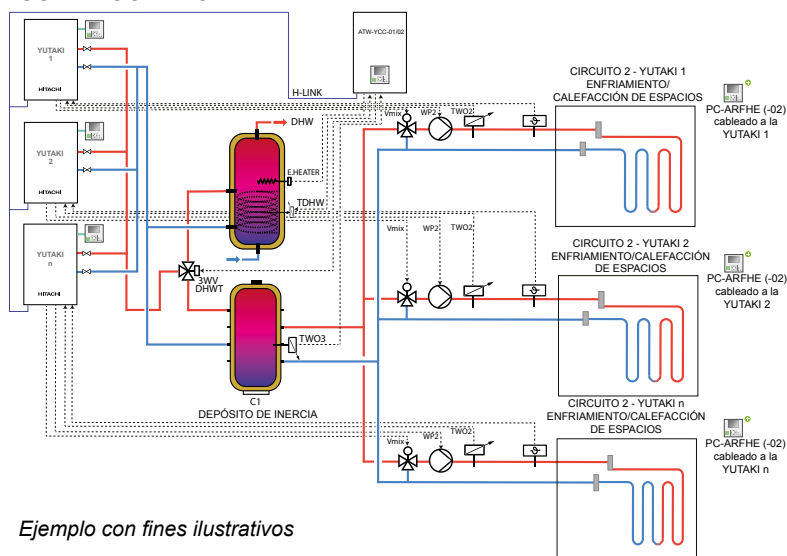 YUTAKI
1
HITACHI
YUTAKI
2
HITACHI
YUTAKI
n
HITACHI
ATW-YCC-01/02
H-LINK
DHW
E.HEATER
TDHW
3WV
DHWT
TWO3
C1
DEPÓSITO DE INERCIA
Vmix
WP2
TWO2
CIRCUITO 2 - YUTAKI 1
ENFRIAMIENTO/
CALEFACCIÓN DE ESPACIOS
PC-ARFHE (-02)
cableado a la
YUTAKI 1
Vmix
WP2
TWO2
CIRCUITO 2 - YUTAKI 2
ENFRIAMIENTO/CALEFACCIÓN
DE ESPACIOS
PC-ARFHE (-02)
cableado a la
YUTAKI 2
Vmix
WP2
TWO2
CIRCUITO 2 - YUTAKI n
ENFRIAMIENTO/CALEFACCIÓN
DE ESPACIOS
PC-ARFHE (-02)
cableado a la
YUTAKI n
Ejemplo con fines ilustrativos